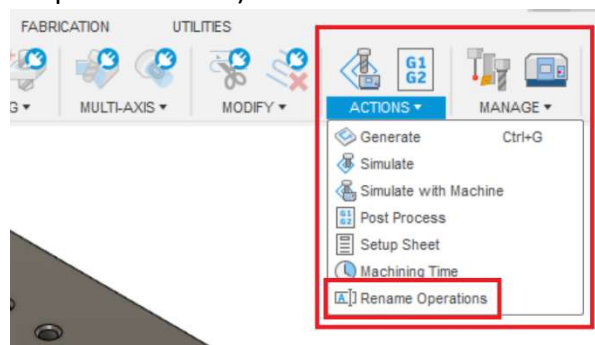 FABRICATION UTILITIES
G1
G2
G ▾ MULTI-AXIS ▾ MODIFY ▾ ACTIONS ▾ MANAGE ▾
Generate Ctrl+G
Simulate
Simulate with Machine
G1
G2
Post Process
Setup Sheet
Machining Time
A Rename Operations